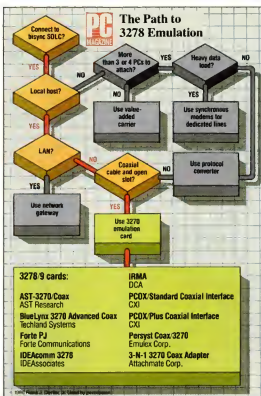 PC
MAGAZINE
The Path to
3278 Emulation
Connect to
bisync SDLC?
YES
NO
More
than 3 or 4 PCs to
attach?
YES
Heavy data
load?
NO
YES
NO
Local host?
NO
Use value-
added
carrier
Use synchronous
modems for
dedicated lines
YES
LAN?
NO
Coaxial
cable and open
slot?
NO
Use protocol
converter
YES
Use network
gateway
YES
Use 3270
emulation
card
3278/9 cards:
AST-3270/Coax
AST Research
BlueLynx 3270 Advanced Coax
Techland Systems
Forte PJ
Forte Communications
IDEAcomm 3278
IDEAssociates
IRMA
DCA
PCOX/Standard Coaxial Interface
CXI
PCOX/Plus Coaxial Interface
CXI
Persyst Coax/3270
Emulex Corp.
3-N-1 3270 Coax Adapter
Attachmate Corp.